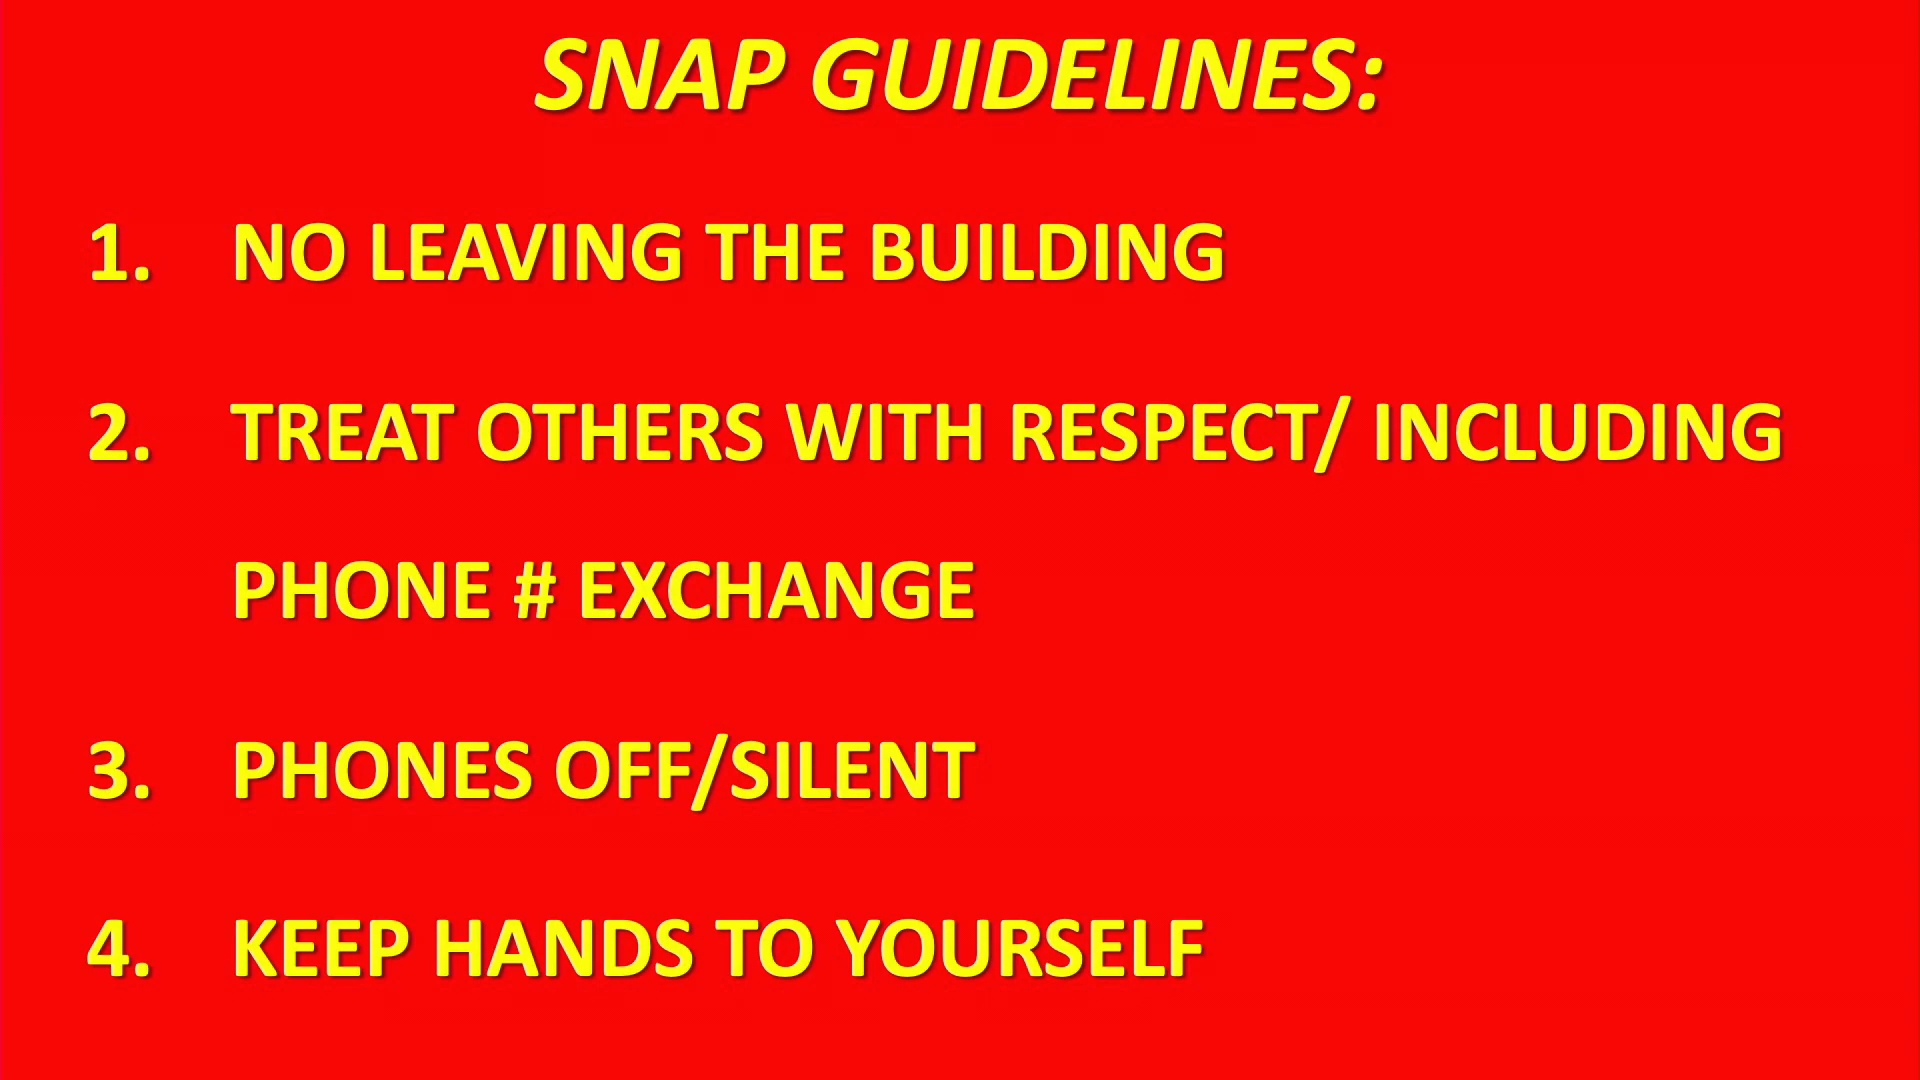 SNAP GUIDELINES:
1. NO LEAVING THE BUILDING
2. TREAT OTHERS WITH RESPECT/ INCLUDING
PHONE # EXCHANGE
3. PHONES OFF/SILENT
4. KEEP HANDS TO YOURSELF